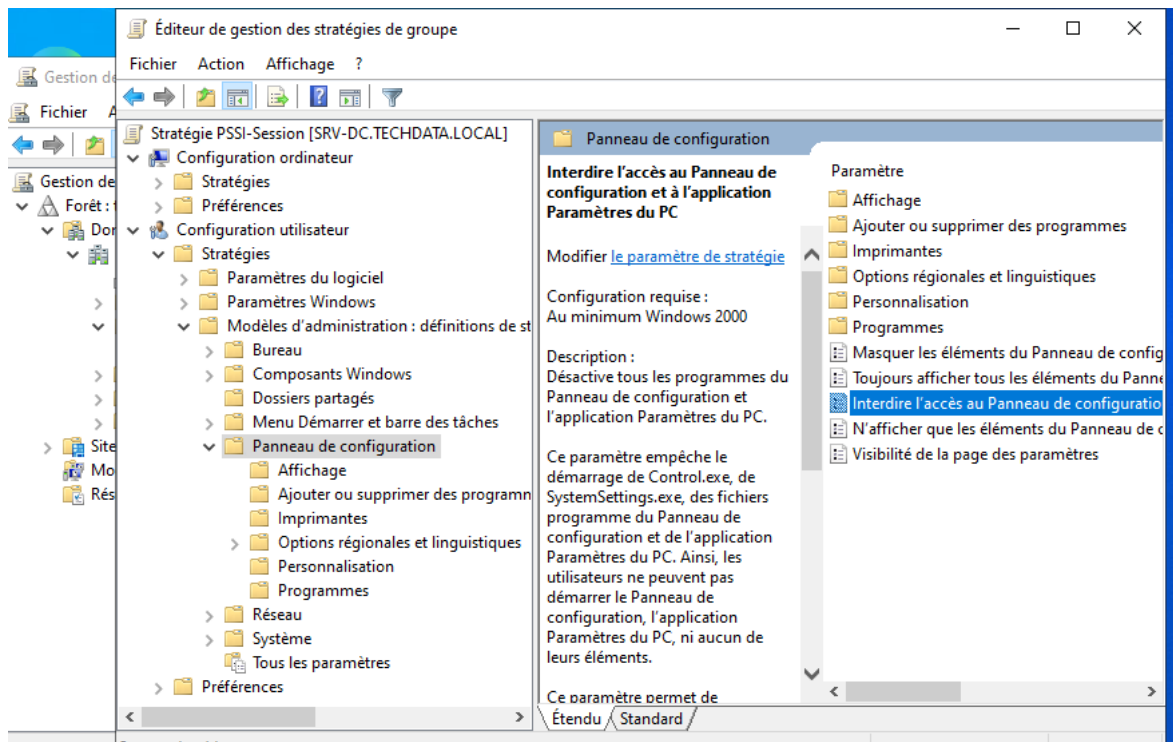 Éditeur de gestion des stratégies de groupe
Fichier Action Affichage ?
Gestion de
Fichier
Gestion de
Forêt :
Dor
Site
Mo
Rés
Stratégie PSSI-Session [SRV-DC.TECHDATA.LOCAL]
Configuration ordinateur
Stratégies
Préférences
Configuration utilisateur
Stratégies
Paramètres du logiciel
Paramètres Windows
Modèles d'administration : définitions de st
Bureau
Composants Windows
Dossiers partagés
Menu Démarrer et barre des tâches
Panneau de configuration
Affichage
Ajouter ou supprimer des programm
Imprimantes
Options régionales et linguistiques
Personnalisation
Programmes
Réseau
Système
Tous les paramètres
Préférences
Panneau de configuration
Interdire l'accès au Panneau de
configuration et à l'application
Paramètres du PC
Modifier le paramètre de stratégie
Configuration requise :
Au minimum Windows 2000
Description :
Désactive tous les programmes du
Panneau de configuration et
l'application Paramètres du PC.
Ce paramètre empêche le
démarrage de Control.exe, de
SystemSettings.exe, des fichiers
programme du Panneau de
configuration et de l'application
Paramètres du PC. Ainsi, les
utilisateurs ne peuvent pas
démarrer le Panneau de
configuration, l'application
Paramètres du PC, ni aucun de
leurs éléments.
Ce paramètre permet de
Paramètre
Affichage
Ajouter ou supprimer des programmes
Imprimantes
Options régionales et linguistiques
Personnalisation
Programmes
Masquer les éléments du Panneau de config
Toujours afficher tous les éléments du Panne
Interdire l'accès au Panneau de configuratio
N'afficher que les éléments du Panneau de c
Visibilité de la page des paramètres
Étendu Standard